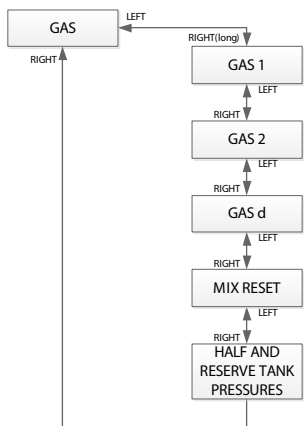 GAS
LEFT
RIGHT(long)
RIGHT
GAS 1
LEFT
RIGHT
GAS 2
LEFT
RIGHT
GAS d
LEFT
RIGHT
MIX RESET
LEFT
RIGHT
HALF AND
RESERVE TANK
PRESSURES